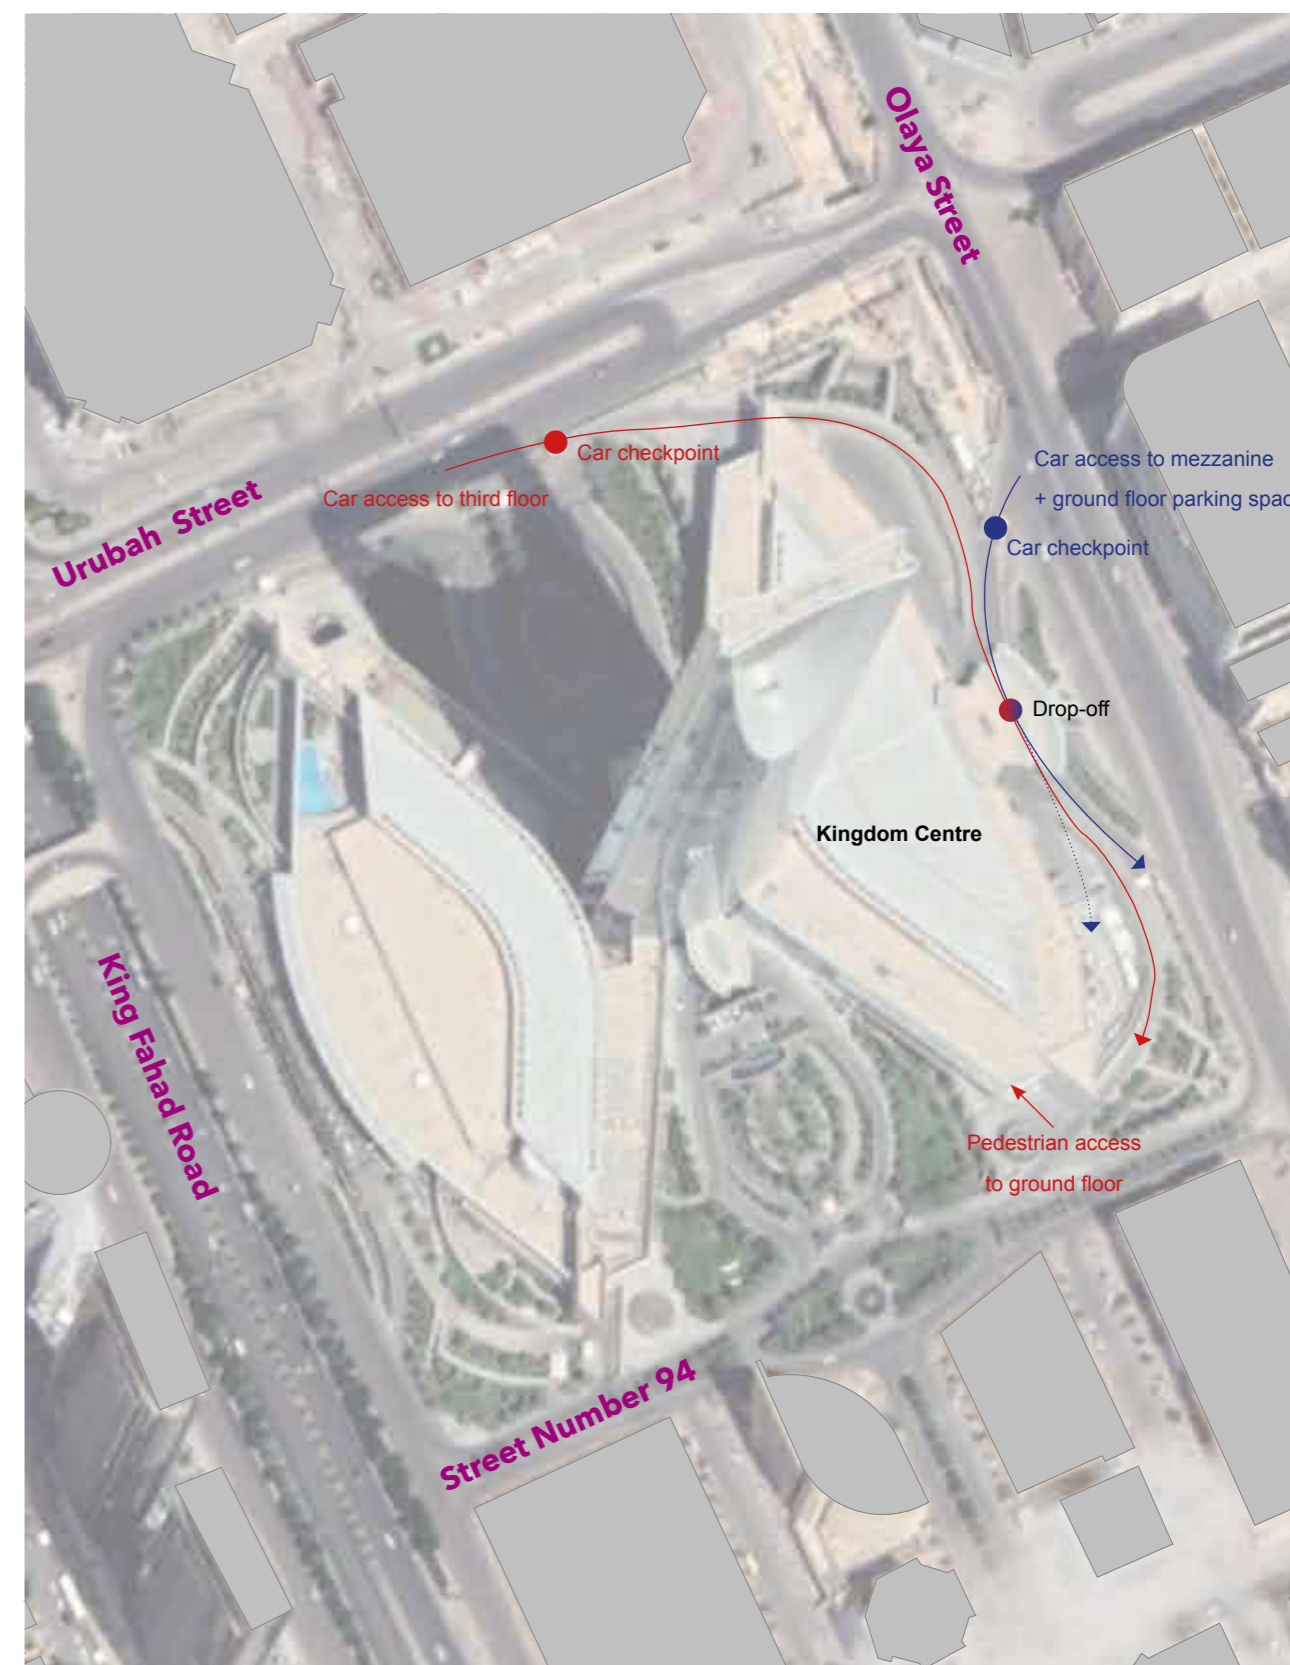 Olaya Street
Car checkpoint
Car access to third floor
Urubah Street
Car access to mezzanine
+ ground floor parking spac
Car checkpoint
Drop-off
Kingdom Centre
King Fahad Road
Pedestrian access
to ground floor
Street Number 94